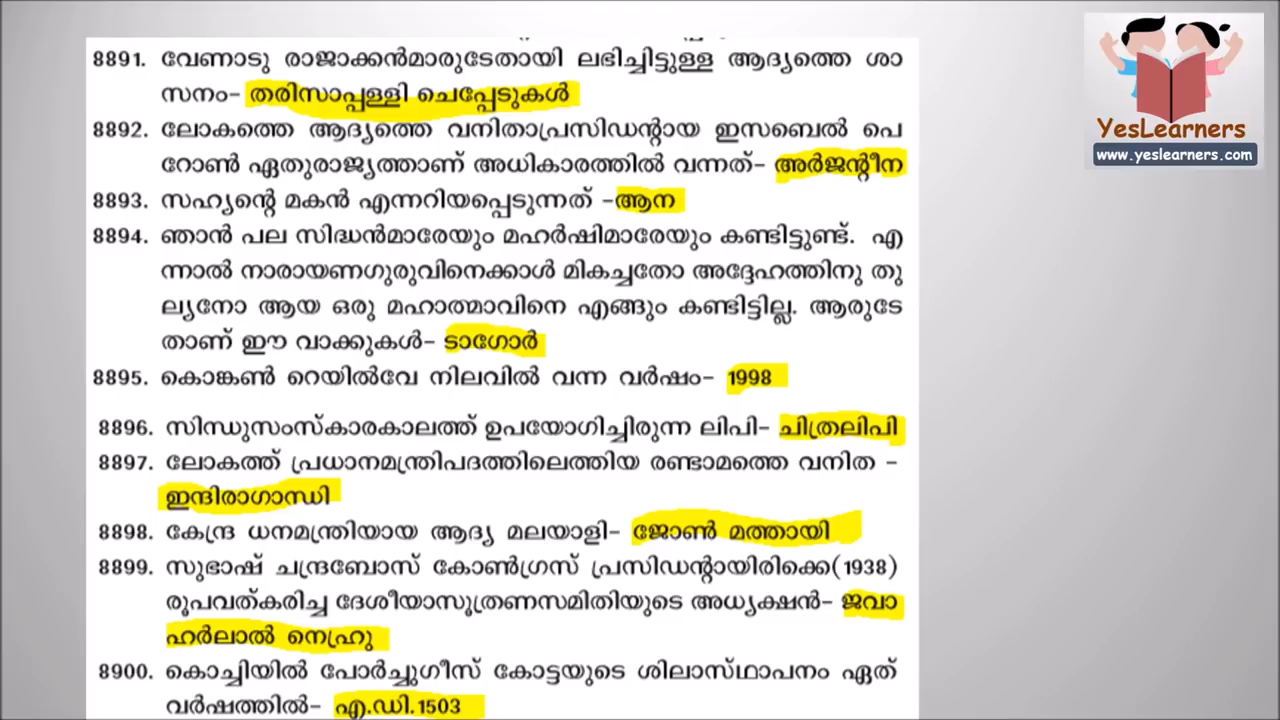 8891. വേണാടു രാജാക്കൻമാരുടേതായി ലഭിച്ചിട്ടുള്ള ആദ്യത്തെ ശാ
സനം- തരിസാപ്പള്ളി ചെപ്പേടുകൾ
8892. ലോകത്തെ ആദ്യത്തെ വനിതാപ്രസിഡന്റായ ഇസബെൽ പെ
റോൺ ഏതുരാജ്യത്താണ് അധികാരത്തിൽ വന്നത്- അർജന്റീന
8893. സഹ്യന്റെ മകൻ എന്നറിയപ്പെടുന്നത് -ആന
8894. ഞാൻ പല സിദ്ധൻമാരേയും മഹർഷിമാരേയും കണ്ടിട്ടുണ്ട്. എ
ന്നാൽ നാരായണഗുരുവിനെക്കാൾ മികച്ചതോ അദ്ദേഹത്തിനു തു
ല്യനോ ആയ ഒരു മഹാത്മാവിനെ എങ്ങും കണ്ടിട്ടില്ല. ആരുടേ
താണ് ഈ വാക്കുകൾ- ടാഗോർ
8895. കൊങ്കൺ റെയിൽവേ നിലവിൽ വന്ന വർഷം- 1998
8896. സിന്ധുസംസ്കാരകാലത്ത് ഉപയോഗിച്ചിരുന്ന ലിപി- ചിത്രലിപി
8897. ലോകത്ത് പ്രധാനമന്ത്രിപദത്തിലെത്തിയ രണ്ടാമത്തെ വനിത -
ഇന്ദിരാഗാന്ധി
8898. കേന്ദ്ര ധനമന്ത്രിയായ ആദ്യ മലയാളി- ജോൺ മത്തായി
8899. സുഭാഷ് ചന്ദ്രബോസ് കോൺഗ്രസ് പ്രസിഡന്റായിരിക്കെ(1938)
രൂപവത്കരിച്ച ദേശീയാസൂത്രണസമിതിയുടെ അധ്യക്ഷൻ- ജവാ
ഹർലാൽ നെഹ്രു
8900. കൊച്ചിയിൽ പോർച്ചുഗീസ് കോട്ടയുടെ ശിലാസ്ഥാപനം ഏത്
വർഷത്തിൽ- എ.ഡി.1503
YesLearners
www.yeslearners.com